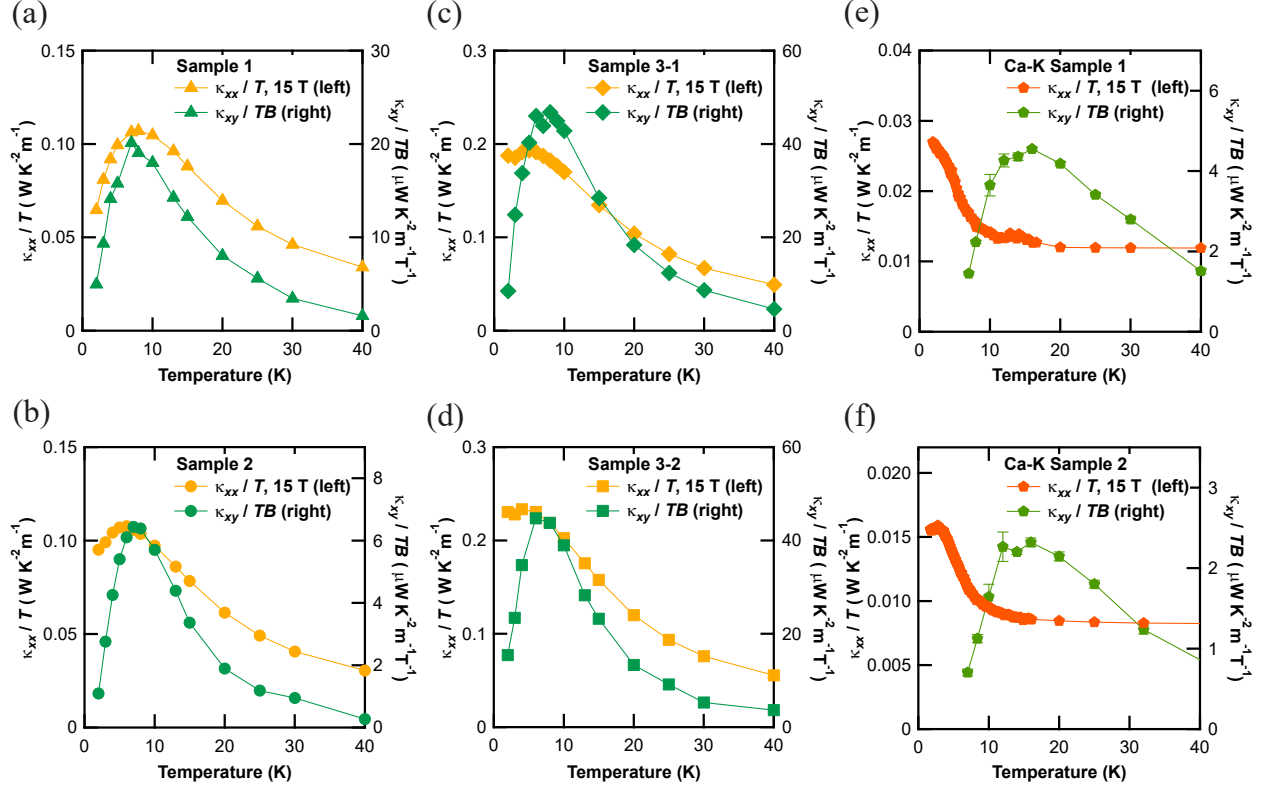 (a)
Sample 1
κxx / T, 15 T (left)
κxy / TB (right)
κxx / T ( W K-2 m-1)
κxy / TB ( μW K-2 m-1T-1)
0.15
0.10
0.05
0
30
20
10
0
0 10 20 30 40
Temperature (K)
(c)
Sample 3-1
κxx / T, 15 T (left)
κxy / TB (right)
κxx / T ( W K-2 m-1)
κxy / TB ( μW K-2 m-1T-1)
0.3
0.2
0.1
0
60
40
20
0
0 10 20 30 40
Temperature (K)
(e)
Ca-K Sample 1
κxx / T, 15 T (left)
κxy / TB (right)
κxx / T ( W K-2 m-1)
κxy / TB ( μW K-2 m-1T-1)
0.04
0.03
0.02
0.01
0
6
4
2
0
0 10 20 30 40
Temperature (K)
(b)
Sample 2
κxx / T, 15 T (left)
κxy / TB (right)
κxx / T ( W K-2 m-1)
κxy / TB ( μW K-2 m-1T-1)
0.15
0.10
0.05
0
8
6
4
2
0
0 10 20 30 40
Temperature (K)
(d)
Sample 3-2
κxx / T, 15 T (left)
κxy / TB (right)
κxx / T ( W K-2 m-1)
κxy / TB ( μW K-2 m-1T-1)
0.3
0.2
0.1
0
60
40
20
0
0 10 20 30 40
Temperature (K)
(f)
Ca-K Sample 2
κxx / T, 15 T (left)
κxy / TB (right)
κxx / T ( W K-2 m-1)
κxy / TB ( μW K-2 m-1T-1)
0.020
0.015
0.010
0.005
0
3
2
1
0
0 10 20 30 40
Temperature (K)